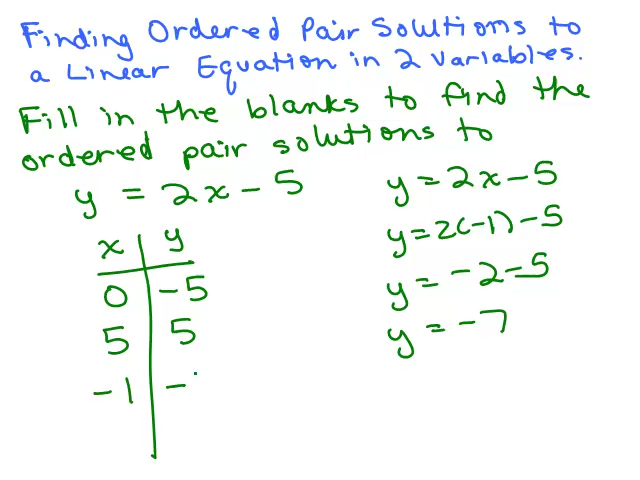 Finding Ordered Pair Solutions to
a Linear Equation in 2 variables.
Fill in the blanks to find the
ordered pair solutions to
y = 2x - 5
x | y
0 | -5
5 | 5
-1 | -
y = 2x - 5
y = 2(-1) - 5
y = -2 - 5
y = -7